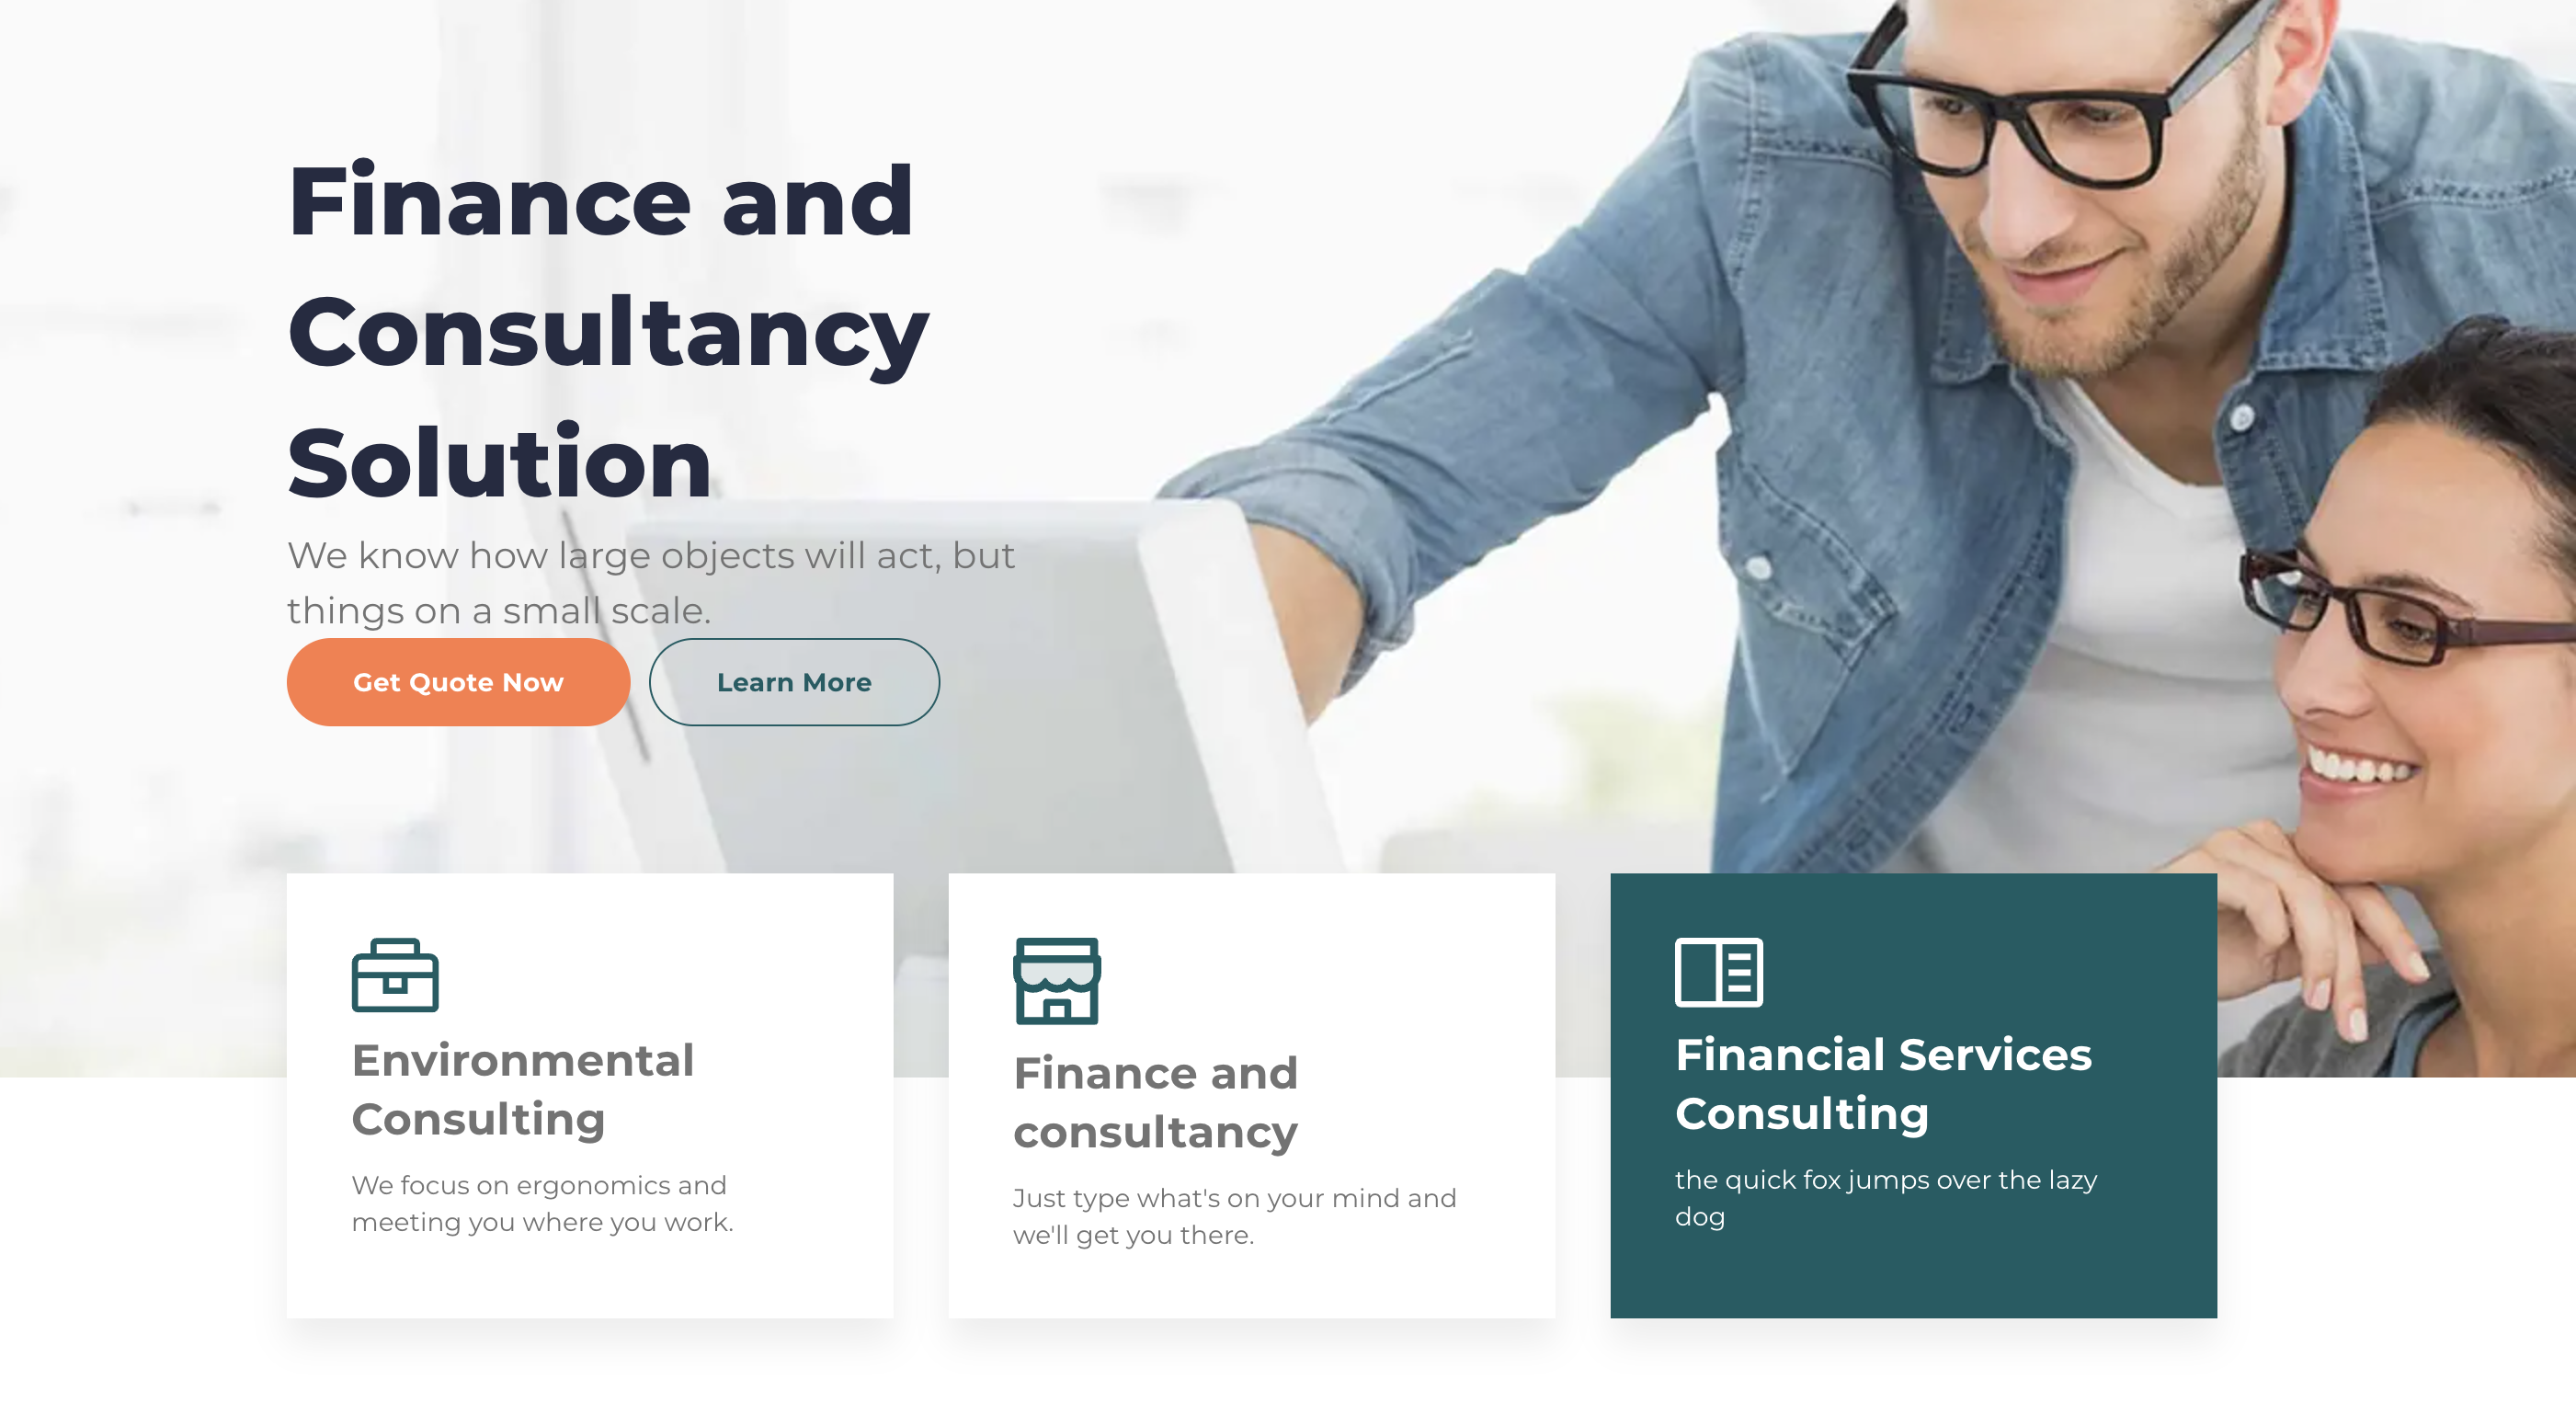 Finance and
Consultancy
Solution
We know how large objects will act, but
things on a small scale.
Get Quote Now
Learn More
Environmental
Consulting
We focus on ergonomics and
meeting you where you work.
Finance and
consultancy
Just type what's on your mind and
we'll get you there.
Financial Services
Consulting
the quick fox jumps over the lazy
dog